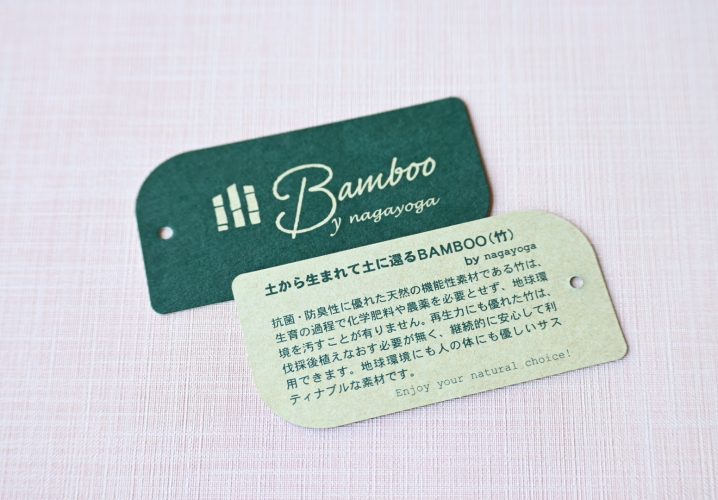 Bamboo
By nagayoga
土から生まれて土に還るBAMBOO(竹)
by nagayoga
抗菌・防臭性に優れた天然の機能性素材である竹は、
生育の過程で化学肥料や農薬を必要とせず、地球環
境を汚すことが有りません。再生力にも優れた竹は、
伐採後植えなおす必要が無く、継続的に安心して利
用できます。地球環境にも人の体にも優しいサス
ティナブルな素材です。
Enjoy your natural choice!